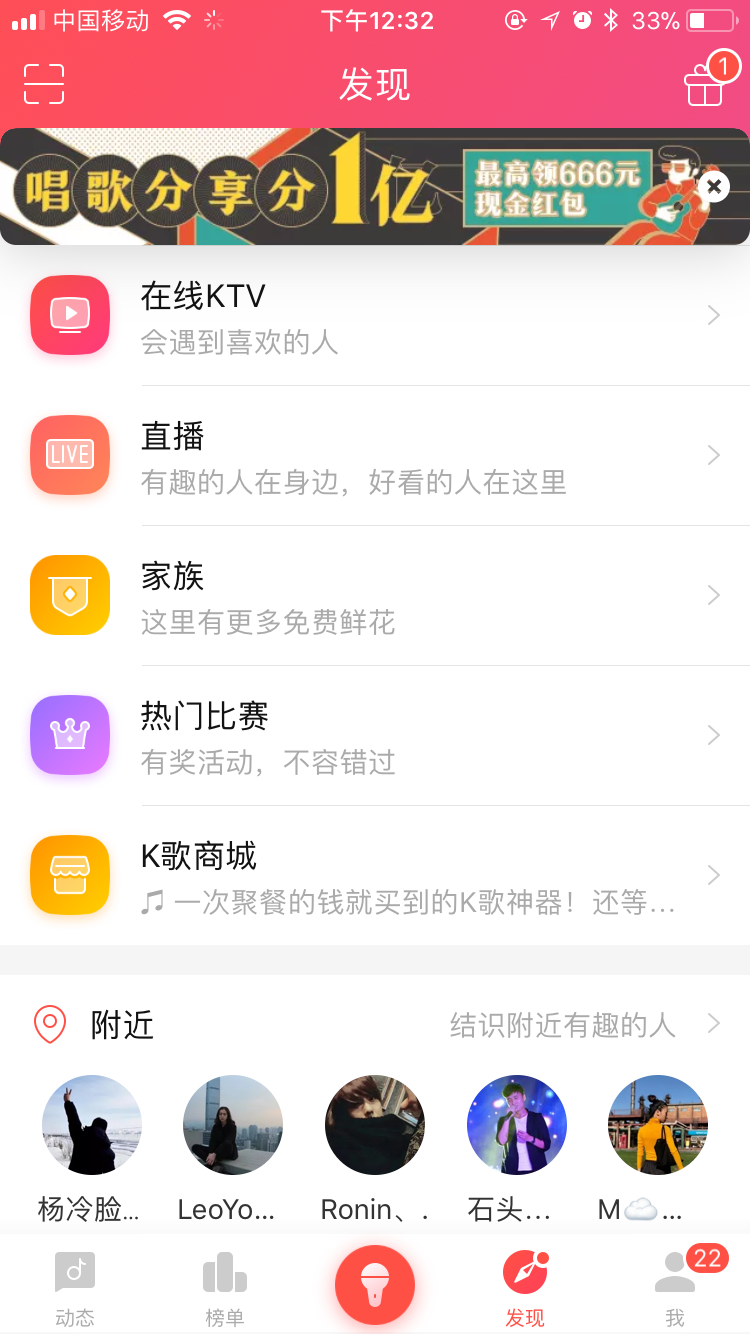 中国移动 下午12:32 33%
发现
1
唱歌分享分1亿
最高领666元
现金红包
在线KTV
会遇到喜欢的人
LIVE
直播
有趣的人在身边，好看的人在这里
家族
这里有更多免费鲜花
热门比赛
有奖活动，不容错过
K歌商城
一次聚餐的钱就买到的K歌神器！还等...
附近
结识附近有趣的人
杨冷脸... LeoYo... Ronin、. 石头... M☁️...
22
动态 榜单 发现 我